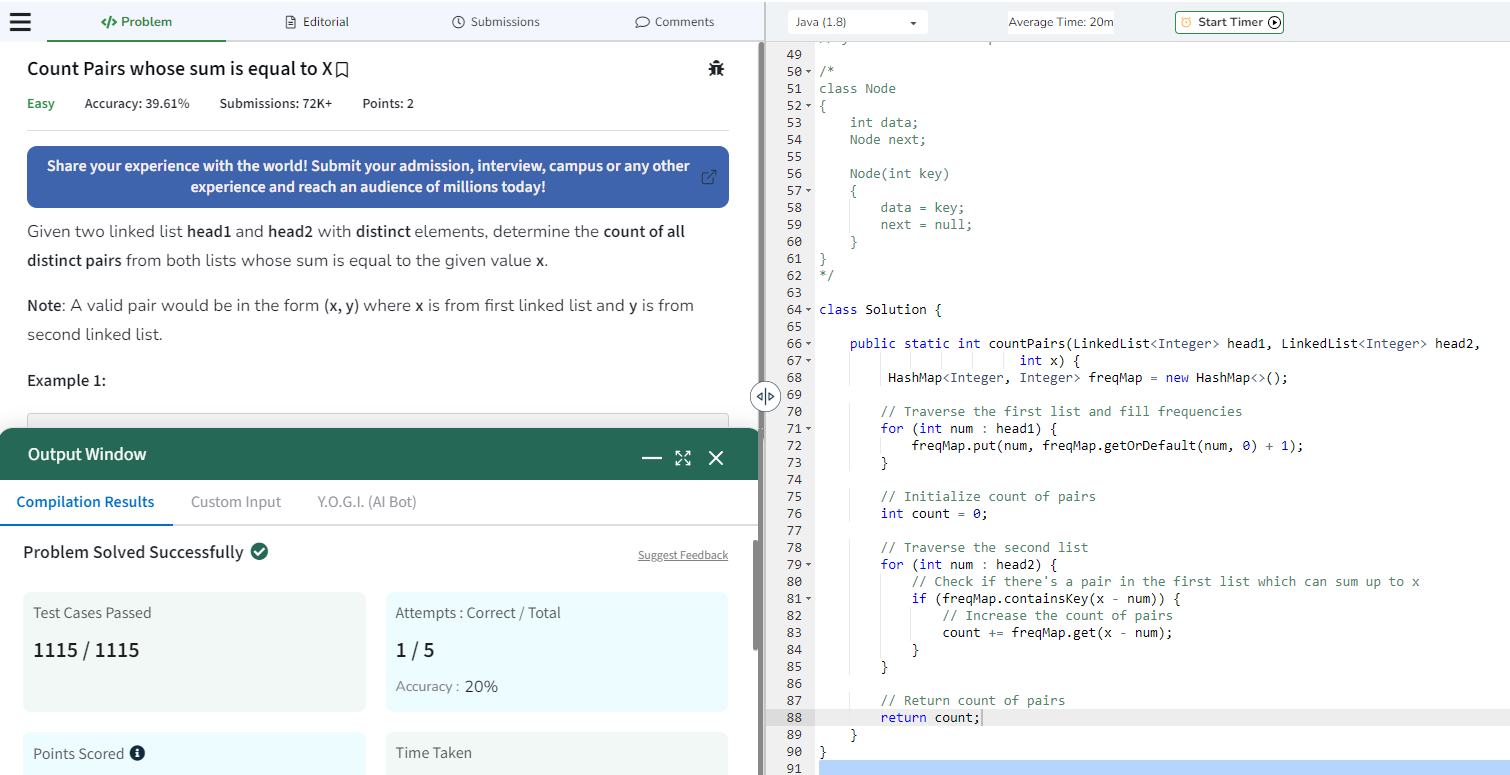 </> Problem
Editorial
Submissions
Comments
Count Pairs whose sum is equal to X
Easy Accuracy: 39.61% Submissions: 72K+ Points: 2
Share your experience with the world! Submit your admission, interview, campus or any other
experience and reach an audience of millions today!
Given two linked list head1 and head2 with distinct elements, determine the count of all
distinct pairs from both lists whose sum is equal to the given value x.
Note: A valid pair would be in the form (x, y) where x is from first linked list and y is from
second linked list.
Example 1:
Output Window
Compilation Results Custom Input Y.O.G.I. (AI Bot)
Problem Solved Successfully
Suggest Feedback
Test Cases Passed
1115 / 1115
Attempts : Correct / Total
1 / 5
Accuracy : 20%
Points Scored
Time Taken
Java (1.8)
Average Time: 20m
Start Timer
49
50 /*
51 class Node
52 {
53     int data;
54     Node next;
55
56     Node(int key)
57     {
58         data = key;
59         next = null;
60     }
61 }
62 */
63
64 class Solution {
65
66     public static int countPairs(LinkedList<Integer> head1, LinkedList<Integer> head2,
67                           int x) {
68          HashMap<Integer, Integer> freqMap = new HashMap<>();
69
70         // Traverse the first list and fill frequencies
71         for (int num : head1) {
72             freqMap.put(num, freqMap.getOrDefault(num, 0) + 1);
73         }
74
75         // Initialize count of pairs
76         int count = 0;
77
78         // Traverse the second list
79         for (int num : head2) {
80             // Check if there's a pair in the first list which can sum up to x
81             if (freqMap.containsKey(x - num)) {
82                 // Increase the count of pairs
83                 count += freqMap.get(x - num);
84             }
85         }
86
87         // Return count of pairs
88         return count;
89     }
90 }
91